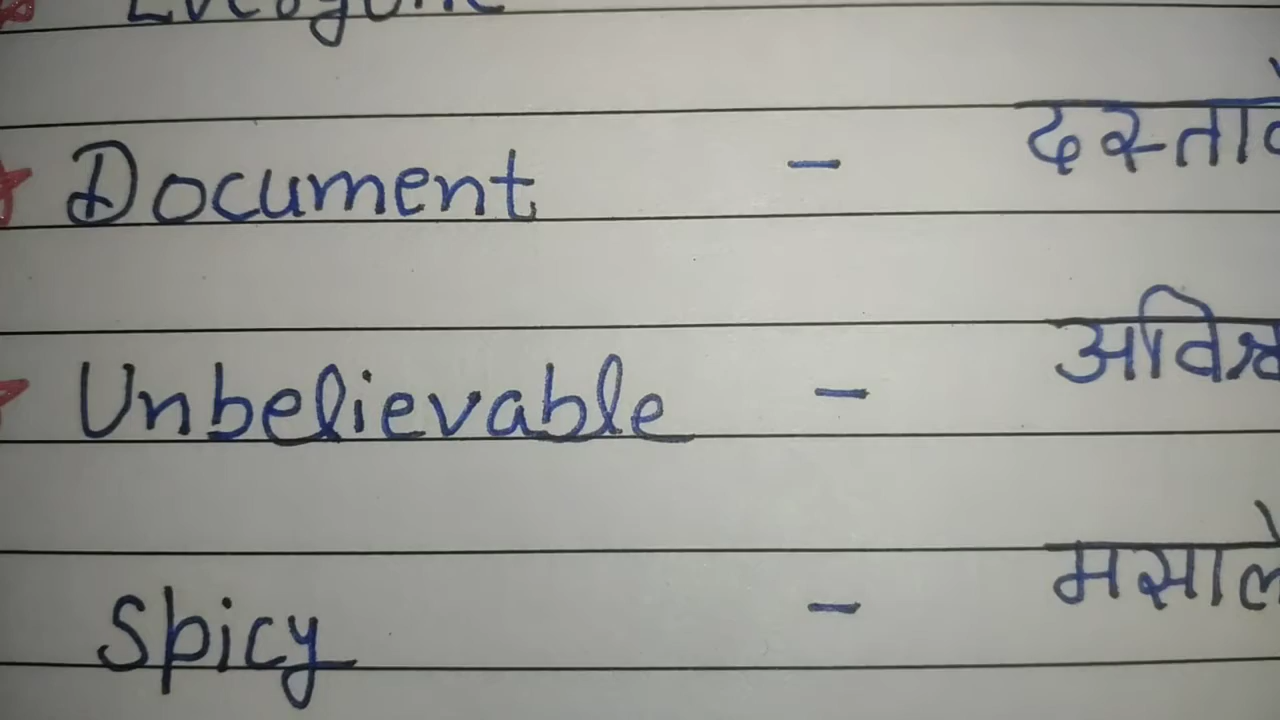 Document - दस्ताव
Unbelievable - अविश्व
Spicy - मसाले